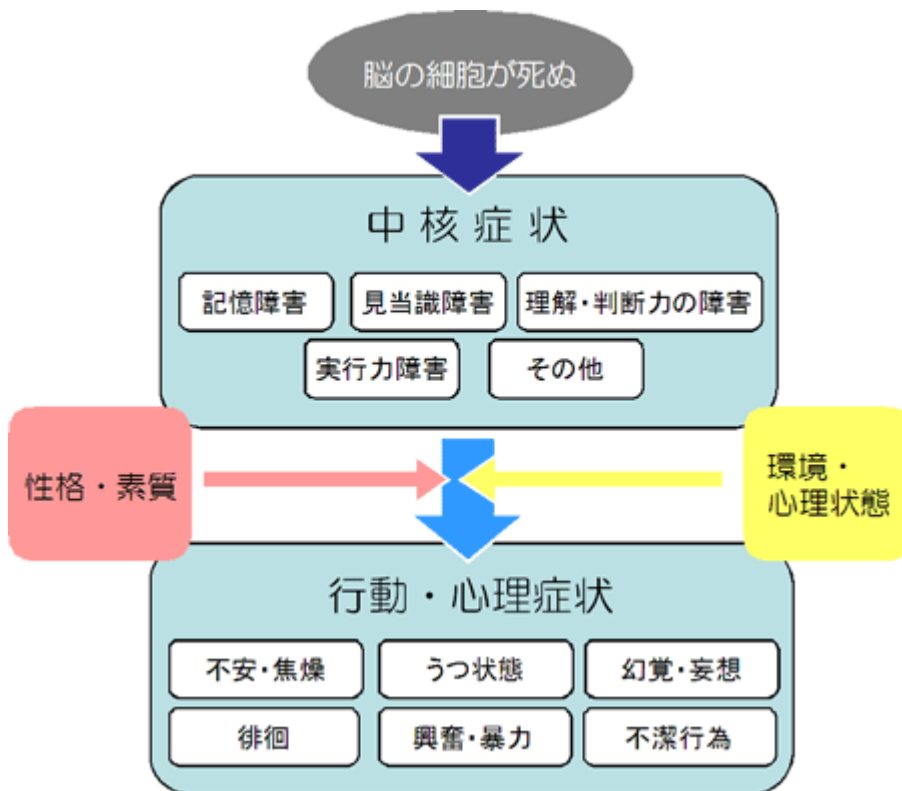 脳の細胞が死ぬ
中核症状
記憶障害
見当識障害
理解・判断力の障害
実行力障害
その他
性格・素質
環境・
心理状態
行動・心理症状
不安・焦燥
うつ状態
幻覚・妄想
徘徊
興奮・暴力
不潔行為